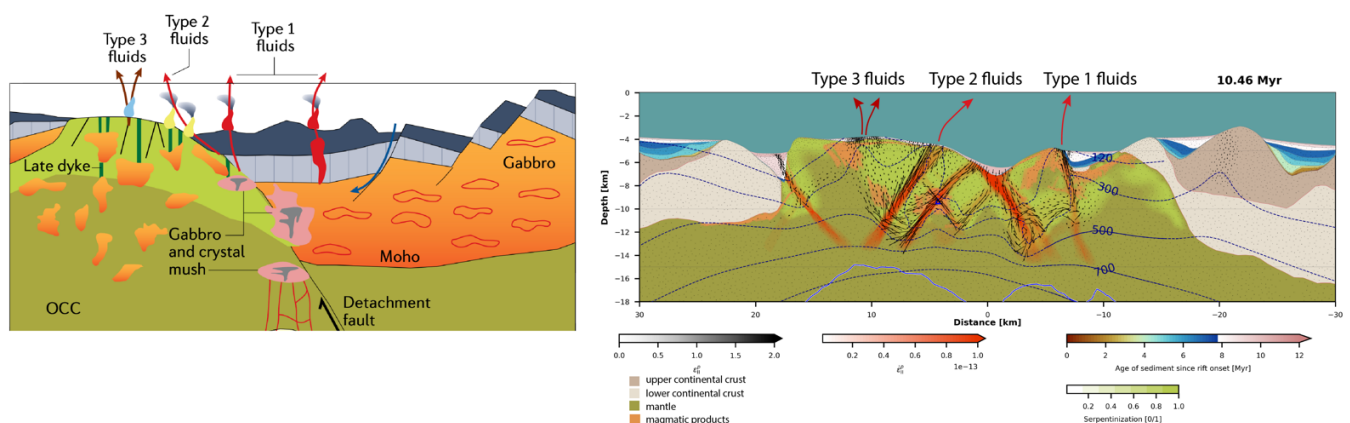 Type 3
fluids
Type 2
fluids
Type 1
fluids
Late dyke
Gabbro
Gabbro
and crystal
mush
Moho
OCC
Detachment
fault
Type 3 fluids
Type 2 fluids
Type 1 fluids
10.46 Myr
Depth [km]
0
-2
-4
-6
-8
-10
-12
-14
-16
-18
120
300
500
700
30
20
10
0
-10
-20
-30
Distance [km]
0.0 0.5 1.0 1.5 2.0
0.2 0.4 0.6 0.8 1.0
1e−13
0 2 4 6 8 10 12
Age of sediment since rift onset [Myr]
upper continental crust
lower continental crust
mantle
magmatic products
0.2 0.4 0.6 0.8 1.0
Serpentinization [0/1]